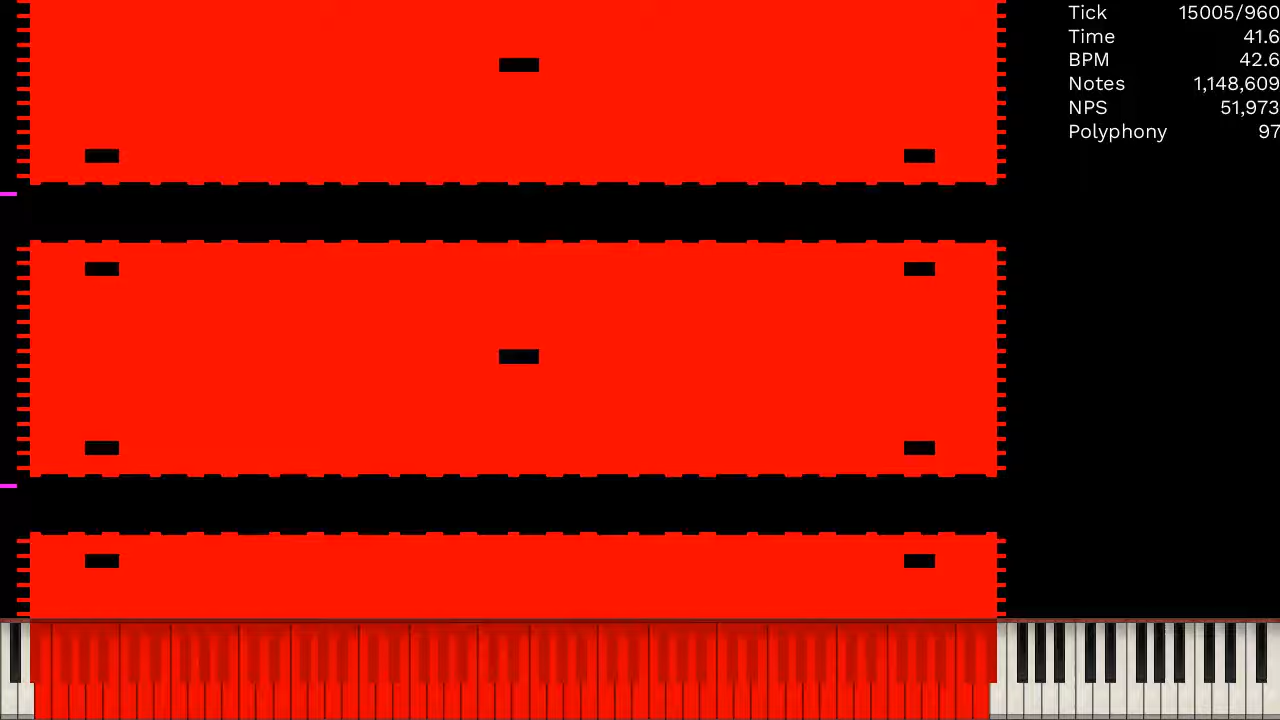 Tick 15005/960
Time 41.6
BPM 42.6
Notes 1,148,609
NPS 51,973
Polyphony 97